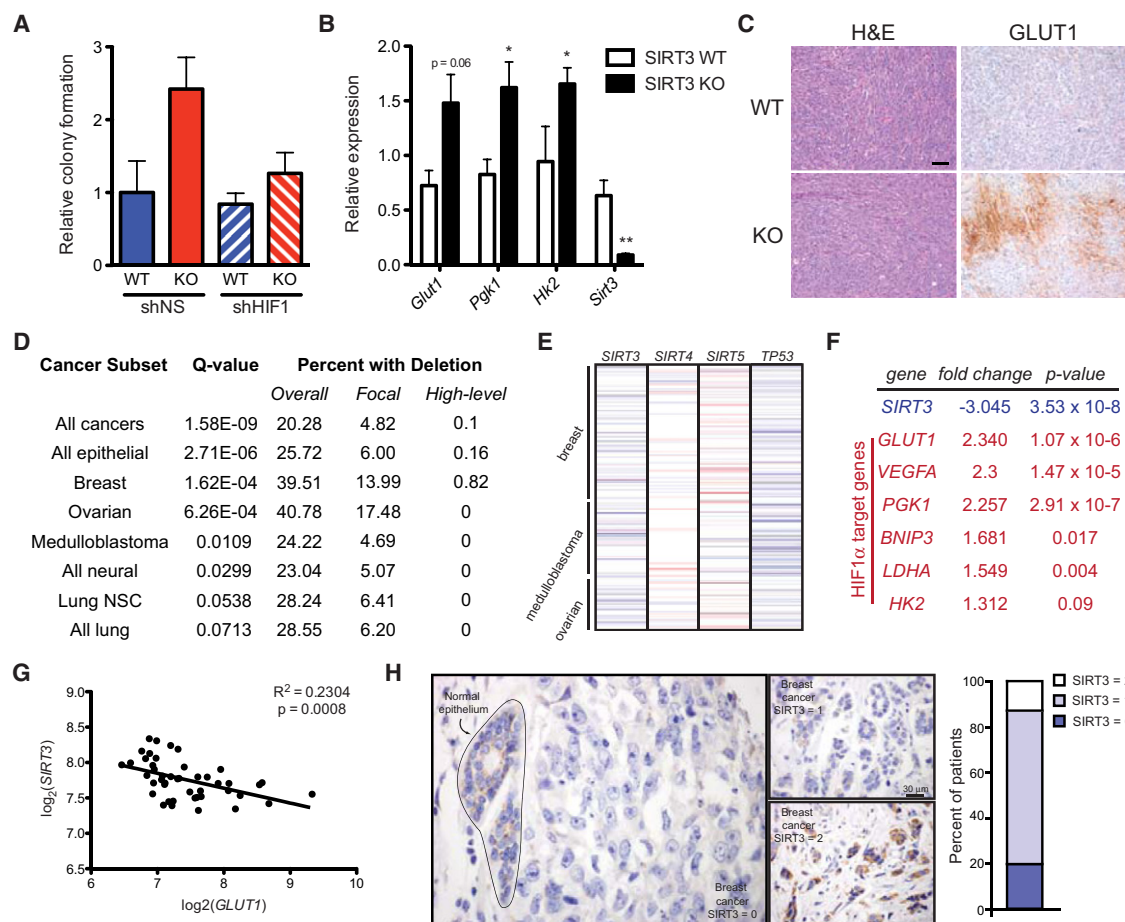 A
Relative colony formation
3
2
1
0
WT
KO
WT
KO
shNS
shHIF1
B
Relative expression
2.0
1.5
1.0
0.5
0.0
p = 0.06
*
*
**
SIRT3 WT
SIRT3 KO
Glut1
Pgk1
Hk2
Sirt3
C
H&E
GLUT1
WT
KO
D
Cancer Subset Q-value Percent with Deletion
Overall Focal High-level
All cancers 1.58E-09 20.28 4.82 0.1
All epithelial 2.71E-06 25.72 6.00 0.16
Breast 1.62E-04 39.51 13.99 0.82
Ovarian 6.26E-04 40.78 17.48 0
Medulloblastoma 0.0109 24.22 4.69 0
All neural 0.0299 23.04 5.07 0
Lung NSC 0.0538 28.24 6.41 0
All lung 0.0713 28.55 6.20 0
E
SIRT3 SIRT4 SIRT5 TP53
breast
medulloblastoma
ovarian
F
gene fold change p-value
SIRT3 -3.045 3.53 x 10-8
HIF1α target genes
GLUT1 2.340 1.07 x 10-6
VEGFA 2.3 1.47 x 10-5
PGK1 2.257 2.91 x 10-7
BNIP3 1.681 0.017
LDHA 1.549 0.004
HK2 1.312 0.09
G
R2 = 0.2304
p = 0.0008
log2(SIRT3)
9.0
8.5
8.0
7.5
7.0
6.5
6 7 8 9 10
log2(GLUT1)
H
Normal
epithelium
Breast
cancer
SIRT3 = 0
Breast
cancer
SIRT3 = 1
30 µm
Breast
cancer
SIRT3 = 2
Percent of patients
100
80
60
40
20
0
SIRT3 =
SIRT3 =
SIRT3 =